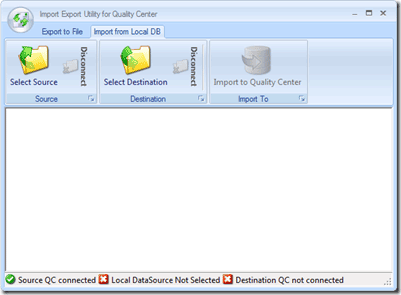 Import Export Utility for Quality Center
Export to File Import from Local DB
Select Source Disconnect Select Destination Disconnect Import to Quality Center
Source Destination Import To
Source QC connected Local DataSource Not Selected Destination QC not connected